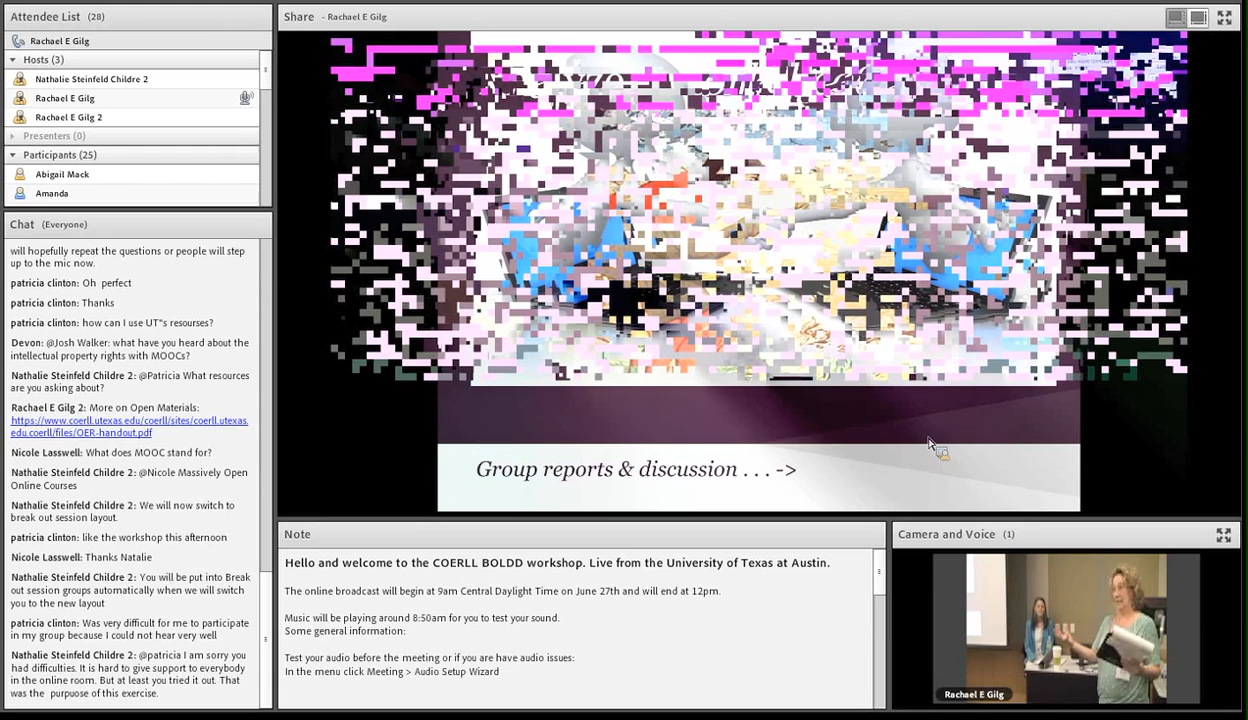 Attendee List (28)
Rachael E Gilg
Hosts (3)
Nathalie Steinfeld Childre 2
Rachael E Gilg
Rachael E Gilg 2
Presenters (0)
Participants (25)
Abigail Mack
Amanda
Chat (Everyone)
will hopefully repeat the questions or people will step
up to the mic now.
patricia clinton: Oh perfect
patricia clinton: Thanks
patricia clinton: how can I use UT"s resourses?
Devon: @Josh Walker: what have you heard about the
intellectual property rights with MOOCs?
Nathalie Steinfeld Childre 2: @Patricia What resources
are you asking about?
Rachael E Gilg 2: More on Open Materials:
https://www.coerll.utexas.edu/coerll/sites/coerll.utexas.
edu.coerll/files/OER-handout.pdf
Nicole Lasswell: What does MOOC stand for?
Nathalie Steinfeld Childre 2: @Nicole Massively Open
Online Courses
Nathalie Steinfeld Childre 2: We will now switch to
break out session layout.
patricia clinton: like the workshop this afternoon
Nicole Lasswell: Thanks Natalie
Nathalie Steinfeld Childre 2: You will be put into Break
out session groups automatically when we will switch
you to the new layout
patricia clinton: Was very difficult for me to participate
in my group because I could not hear very well
Nathalie Steinfeld Childre 2: @patricia I am sorry you
had difficulties. It is hard to give support to everybody
in the online room. But at least you tried it out. That
was the purpuose of this exercise.
Share - Rachael E Gilg
Group reports & discussion . . . ->
Note
Hello and welcome to the COERLL BOLDD workshop. Live from the University of Texas at Austin.
The online broadcast will begin at 9am Central Daylight Time on June 27th and will end at 12pm.
Music will be playing around 8:50am for you to test your sound.
Some general information:
Test your audio before the meeting or if you are have audio issues:
In the menu click Meeting > Audio Setup Wizard
Camera and Voice (1)
Rachael E Gilg